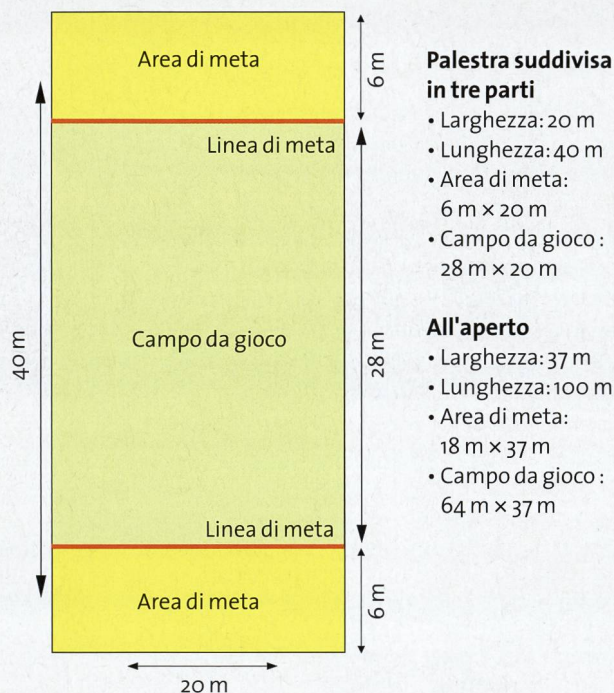 Area di meta
6 m
Linea di meta
40 m
Campo da gioco
28 m
Linea di meta
Area di meta
6 m
20 m
Palestra suddivisa
in tre parti
• Larghezza: 20 m
• Lunghezza: 40 m
• Area di meta:
6 m × 20 m
• Campo da gioco :
28 m × 20 m
All'aperto
• Larghezza: 37 m
• Lunghezza: 100 m
• Area di meta:
18 m × 37 m
• Campo da gioco :
64 m × 37 m